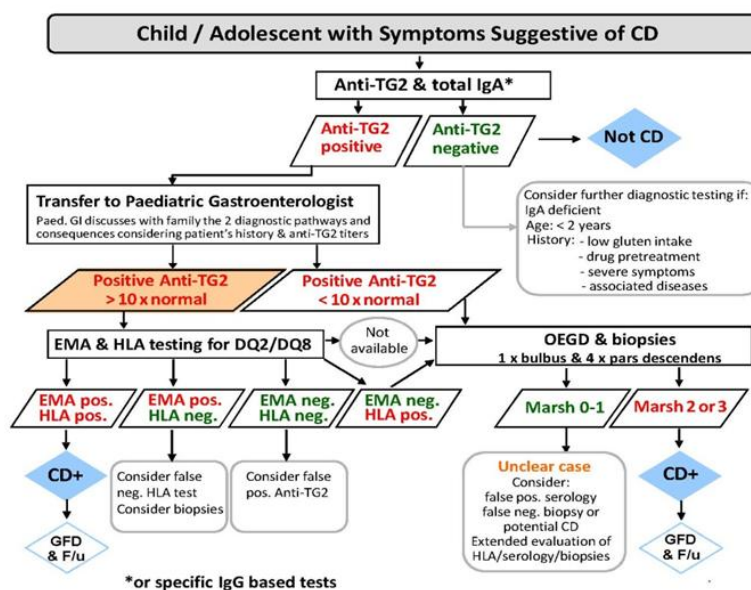 Child / Adolescent with Symptoms Suggestive of CD
Anti-TG2 & total IgA*
Anti-TG2
positive
Anti-TG2
negative
Not CD
Transfer to Paediatric Gastroenterologist
Paed. GI discusses with family the 2 diagnostic pathways and
consequences considering patient's history & anti-TG2 titers
Consider further diagnostic testing if:
IgA deficient
Age: < 2 years
History: - low gluten intake
- drug pretreatment
- severe symptoms
- associated diseases
Positive Anti-TG2
> 10 x normal
Positive Anti-TG2
< 10 x normal
EMA & HLA testing for DQ2/DQ8
Not
available
OEGD & biopsies
1 x bulbus & 4 x pars descendens
EMA pos.
HLA pos.
EMA pos.
HLA neg.
EMA neg.
HLA neg.
EMA neg.
HLA pos.
Marsh 0-1
Marsh 2 or 3
CD+
Consider false
neg. HLA test
Consider biopsies
Consider false
pos. Anti-TG2
Unclear case
Consider:
false pos. serology
false neg. biopsy or
potential CD
Extended evaluation of
HLA/serology/biopsies
CD+
GFD
& F/u
GFD
& F/u
*or specific IgG based tests